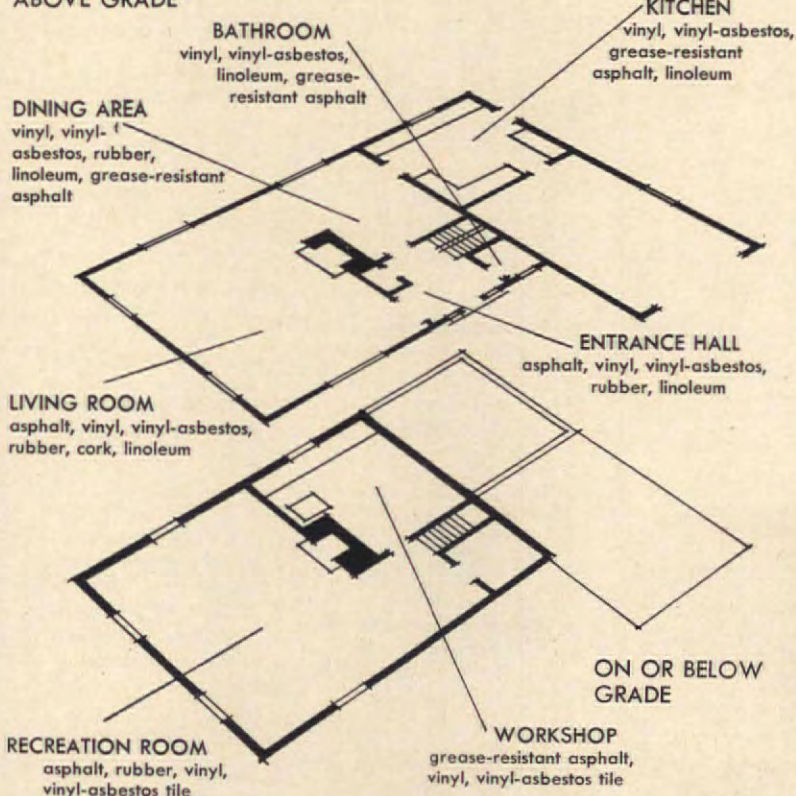 ABOVE GRADE
KITCHEN
vinyl, vinyl-asbestos,
grease-resistant
asphalt, linoleum
BATHROOM
vinyl, vinyl-asbestos,
linoleum, grease-
resistant asphalt
DINING AREA
vinyl, vinyl-
asbestos, rubber,
linoleum, grease-resistant
asphalt
ENTRANCE HALL
asphalt, vinyl, vinyl-asbestos,
rubber, linoleum
LIVING ROOM
asphalt, vinyl, vinyl-asbestos,
rubber, cork, linoleum
ON OR BELOW
GRADE
RECREATION ROOM
asphalt, rubber, vinyl,
vinyl-asbestos tile
WORKSHOP
grease-resistant asphalt,
vinyl, vinyl-asbestos tile